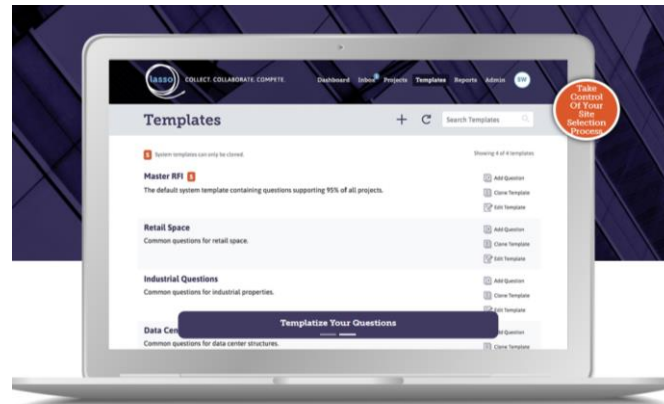 lasso
COLLECT. COLLABORATE. COMPETE.
Dashboard Inbox Projects Templates Reports Admin SW
Take
Control
Of Your
Site
Selection
Process
Templates
Search Templates
S System templates can only be cloned.
Showing 4 of 4 templates
Master RFI S
The default system template containing questions supporting 95% of all projects.
Add Question
Clone Template
Edit Template
Retail Space
Common questions for retail space.
Add Question
Clone Template
Edit Template
Industrial Questions
Common questions for industrial properties.
Add Question
Clone Template
Edit Template
Templatize Your Questions
Data Cen
Common questions for data center structures.
Add Question
Clone Template